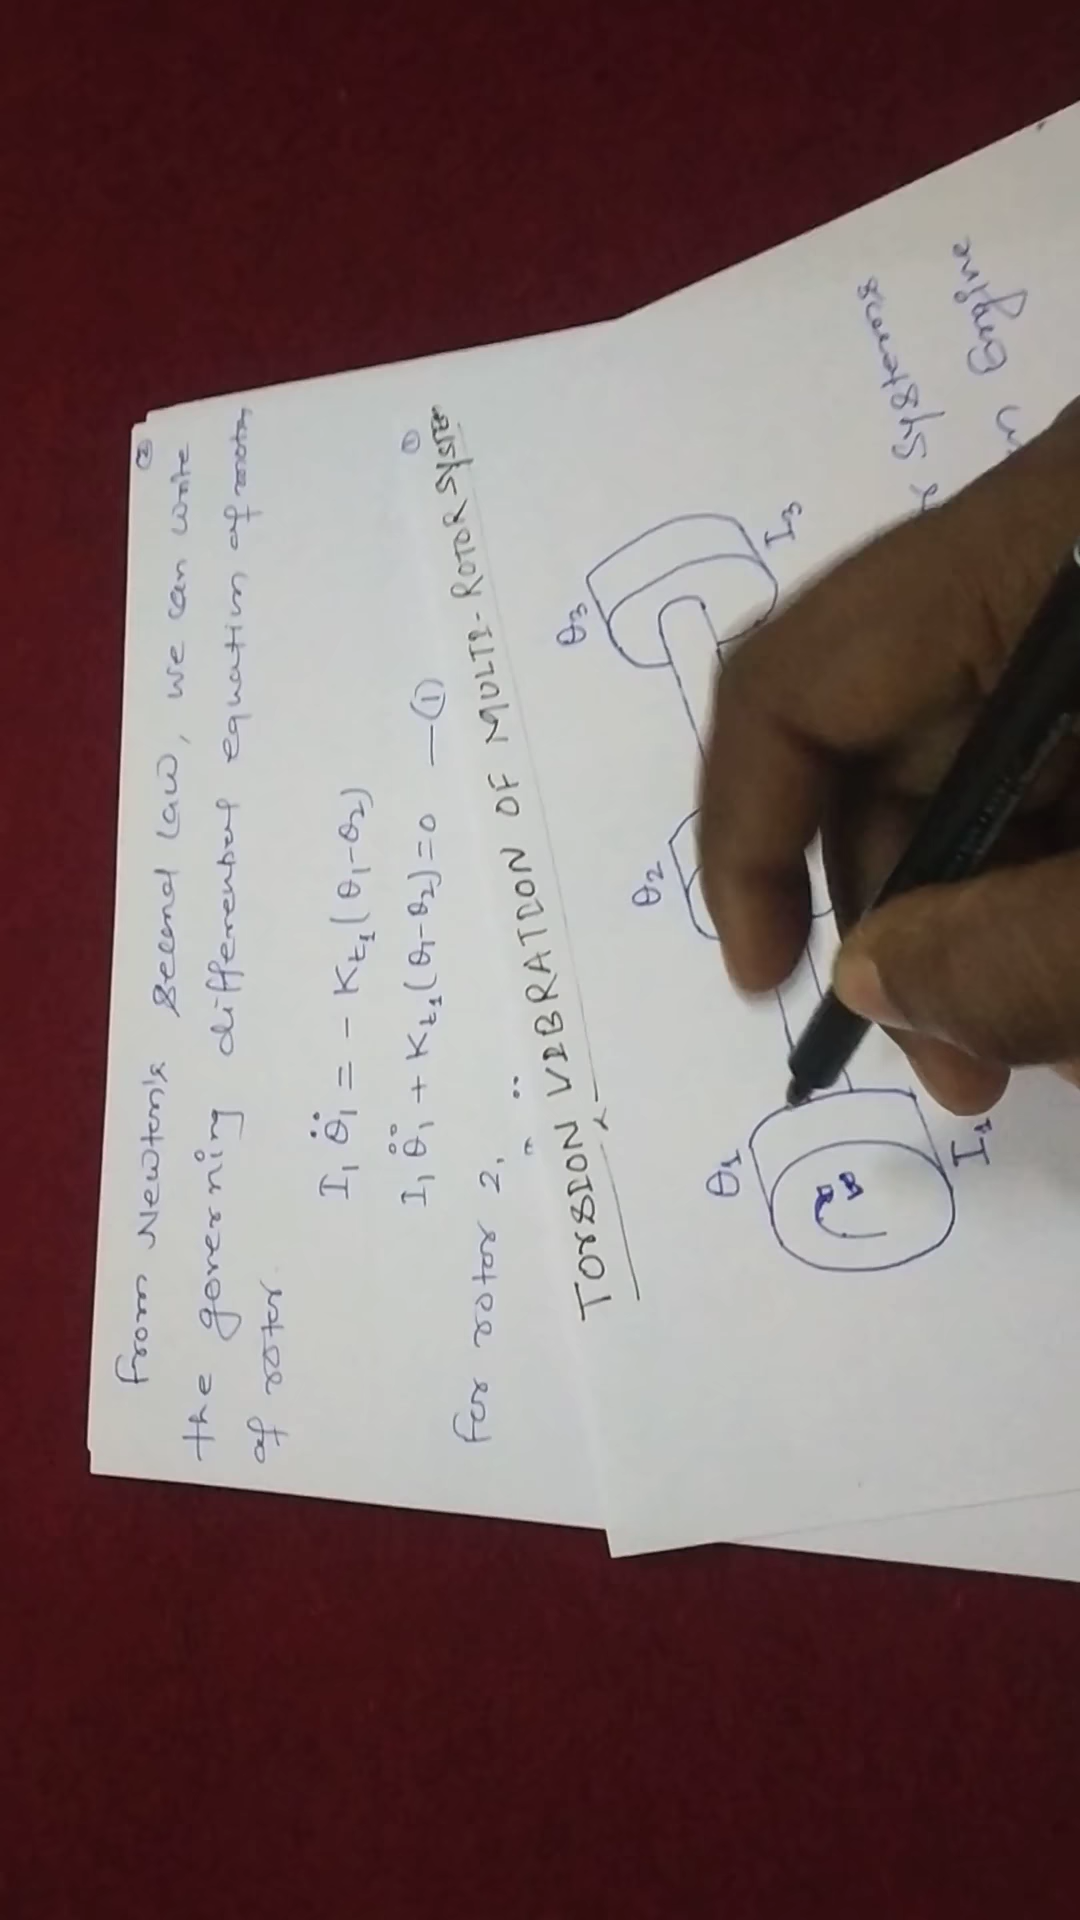 ②
From Newton's Second law, we can write
the governing differential equation of motion
of rotor
I₁ θ̈₁ = - Kt₁ (θ₁-θ₂)
I₁ θ̈₁ + Kt₁ (θ₁-θ₂) = 0 —(1)
For rotor 2,
①
TORSION VIBRATION OF MULTI-ROTOR SYSTEM
θ₁ θ₂ θ₃
I₁ I₃
Systems
Engine